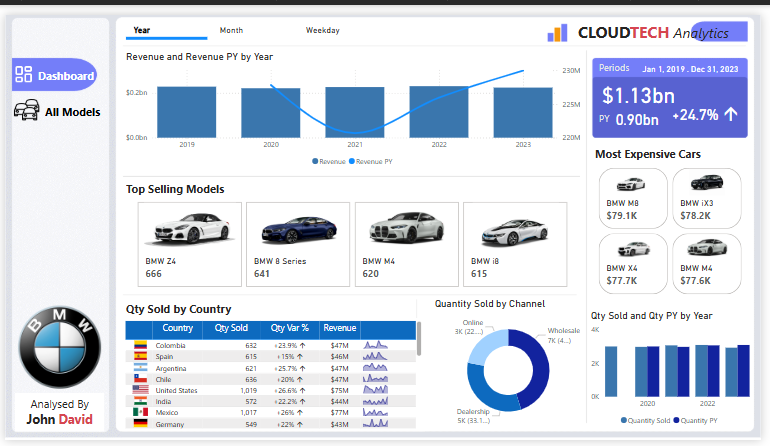 Year Month Weekday
CLOUDTECH Analytics
Dashboard
All Models
Revenue and Revenue PY by Year
$0.2bn
$0.0bn
230M
225M
220M
2019 2020 2021 2022 2023
Revenue Revenue PY
Periods Jan 1, 2019 . Dec 31, 2023
$1.13bn
PY 0.90bn +24.7% ↑
Most Expensive Cars
BMW M8 BMW iX3
$79.1K $78.2K
BMW X4 BMW M4
$77.7K $77.6K
Top Selling Models
BMW Z4 BMW 8 Series BMW M4 BMW i8
666 641 620 615
Qty Sold by Country
Country Qty Sold Qty Var % Revenue
Colombia 632 +23.9% ↑ $47M
Spain 615 +15% ↑ $46M
Argentina 621 +25.7% ↑ $47M
Chile 636 +20% ↑ $47M
United States 1,019 +26.6% ↑ $75M
India 572 +22.2% ↑ $44M
Mexico 1,017 +26% ↑ $77M
Germany 549 +22% ↑ $43M
Quantity Sold by Channel
Online
3K (22...)
Wholesale
7K (4...)
Dealership
5K (33.1...)
Qty Sold and Qty PY by Year
4K
2K
0K
2020 2022
Quantity Sold Quantity PY
BMW
Analysed By
John David